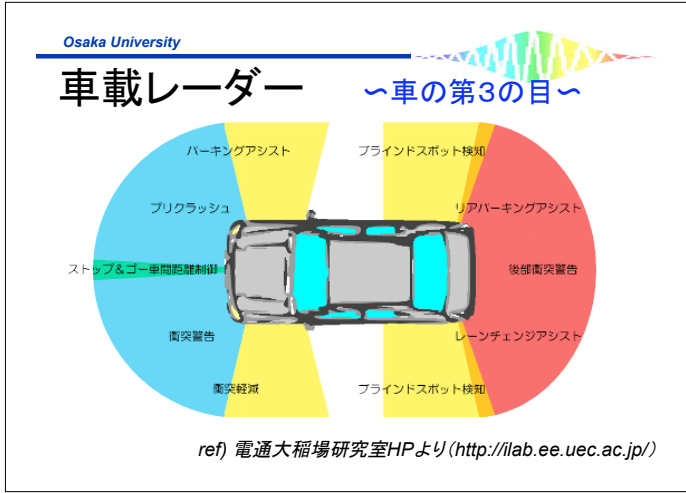 Osaka University
車載レーダー 〜車の第3の目〜
パーキングアシスト
ブラインドスポット検知
プリクラッシュ
リアパーキングアシスト
ストップ&ゴー車間距離制御
後部衝突警告
衝突警告
レーンチェンジアシスト
衝突軽減
ブラインドスポット検知
ref) 電通大稲場研究室HPより(http://ilab.ee.uec.ac.jp/)